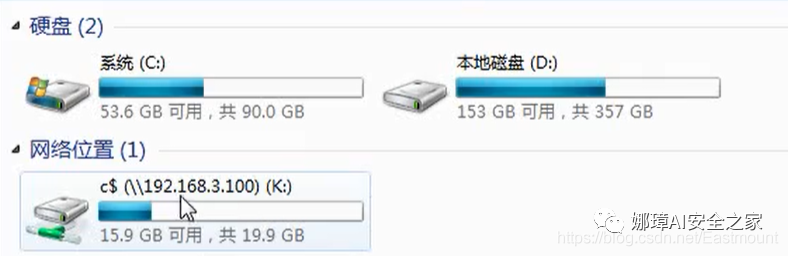 硬盘 (2)
系统 (C:)
53.6 GB 可用，共 90.0 GB
本地磁盘 (D:)
153 GB 可用，共 357 GB
网络位置 (1)
c$ (\\192.168.3.100) (K:)
15.9 GB 可用，共 19.9 GB
娜璋AI安全之家
https://blog.csdn.net/Eastmount